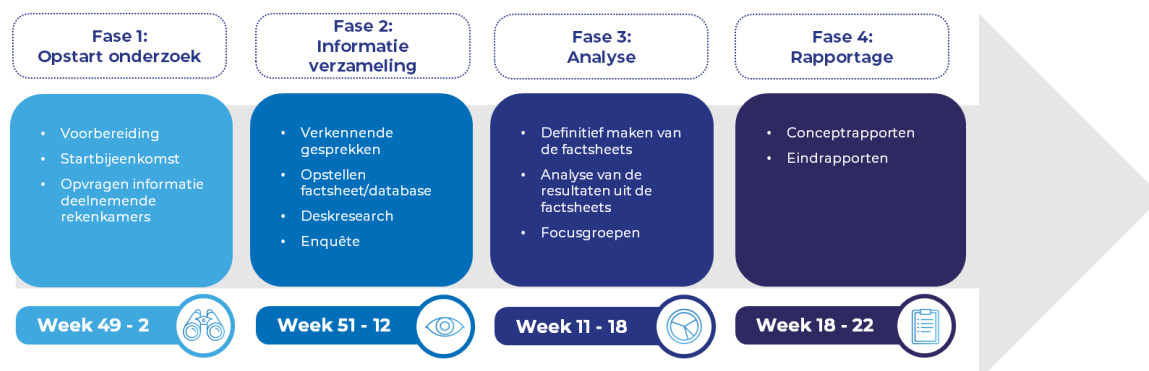 Fase 1:
Opstart onderzoek
• Voorbereiding
• Startbijeenkomst
• Opvragen informatie
deelnemende
rekenkamers
Week 49 - 2
Fase 2:
Informatie
verzameling
• Verkennende
gesprekken
• Opstellen
factsheet/database
• Deskresearch
• Enquête
Week 51 - 12
Fase 3:
Analyse
• Definitief maken van
de factsheets
• Analyse van de
resultaten uit de
factsheets
• Focusgroepen
Week 11 - 18
Fase 4:
Rapportage
• Conceptrapporten
• Eindrapporten
Week 18 - 22